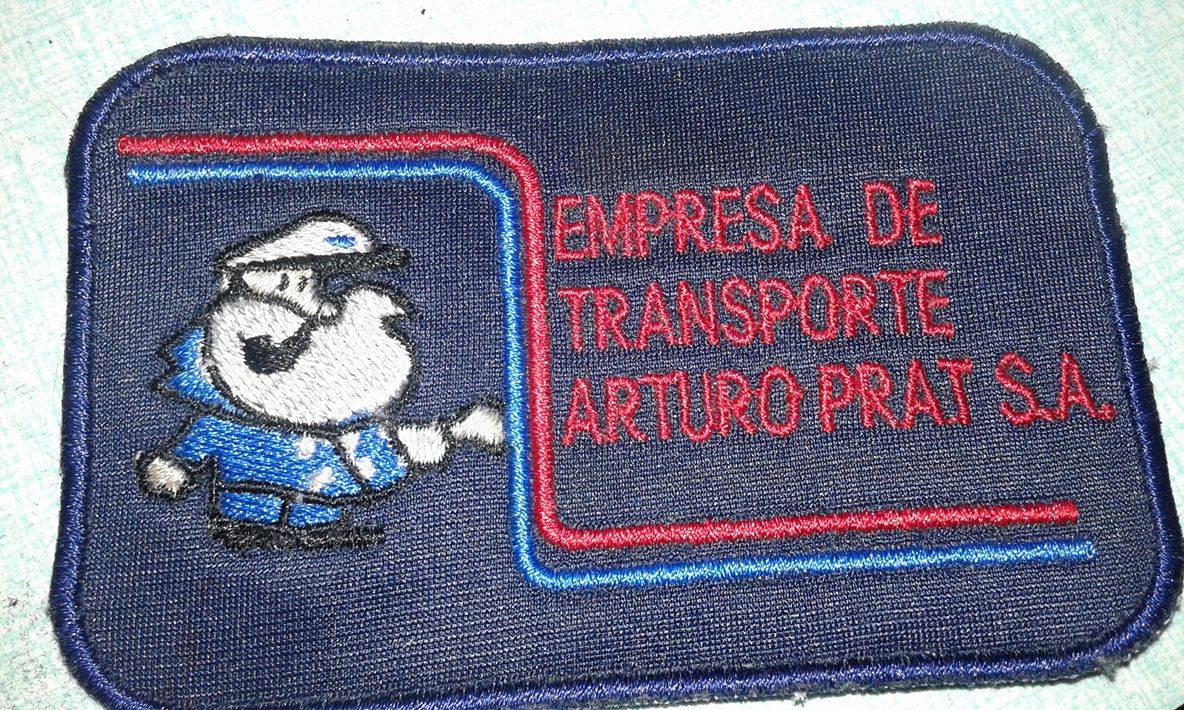 EMPRESA DE
TRANSPORTE
ARTURO PRAT S.A.